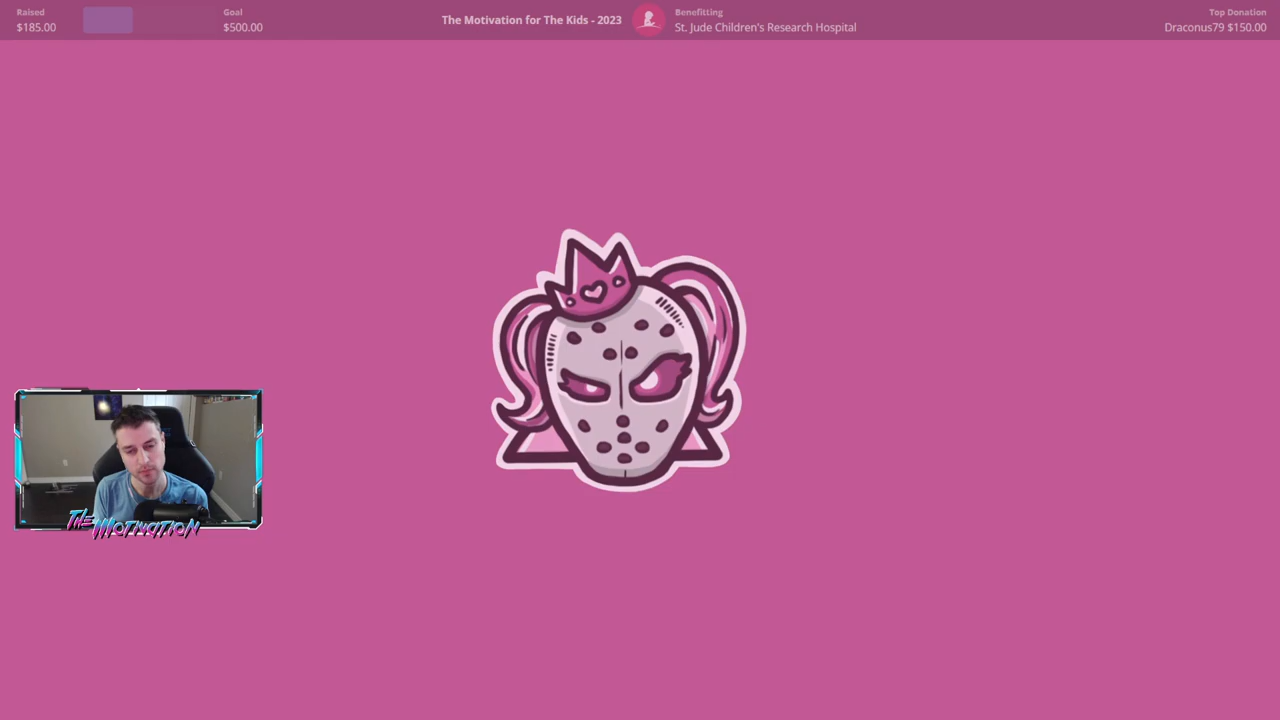 Raised
$185.00
Goal
$500.00
The Motivation for The Kids - 2023
Benefitting
St. Jude Children's Research Hospital
Top Donation
Draconus79 $150.00
THE
MOTIVATION